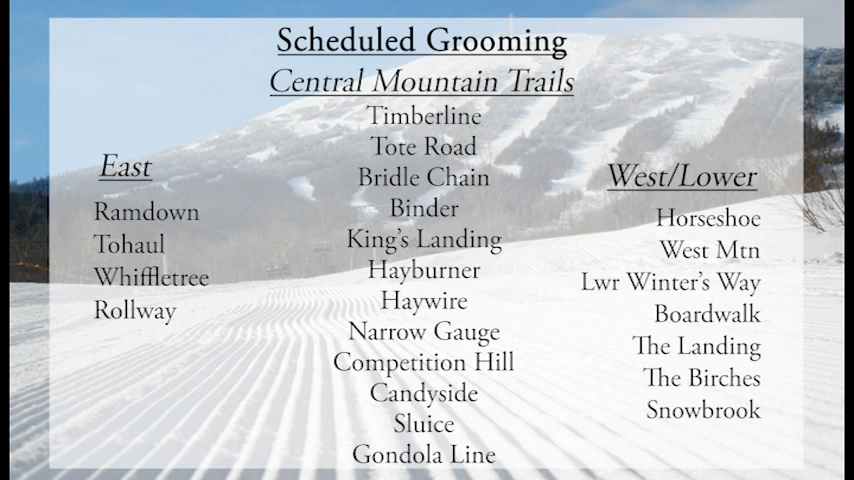 Scheduled Grooming
Central Mountain Trails
Timberline
Tote Road
Bridle Chain
Binder
King's Landing
Hayburner
Haywire
Narrow Gauge
Competition Hill
Candyside
Sluice
Gondola Line
East
Ramdown
Tohaul
Whiffletree
Rollway
West/Lower
Horseshoe
West Mtn
Lwr Winter's Way
Boardwalk
The Landing
The Birches
Snowbrook